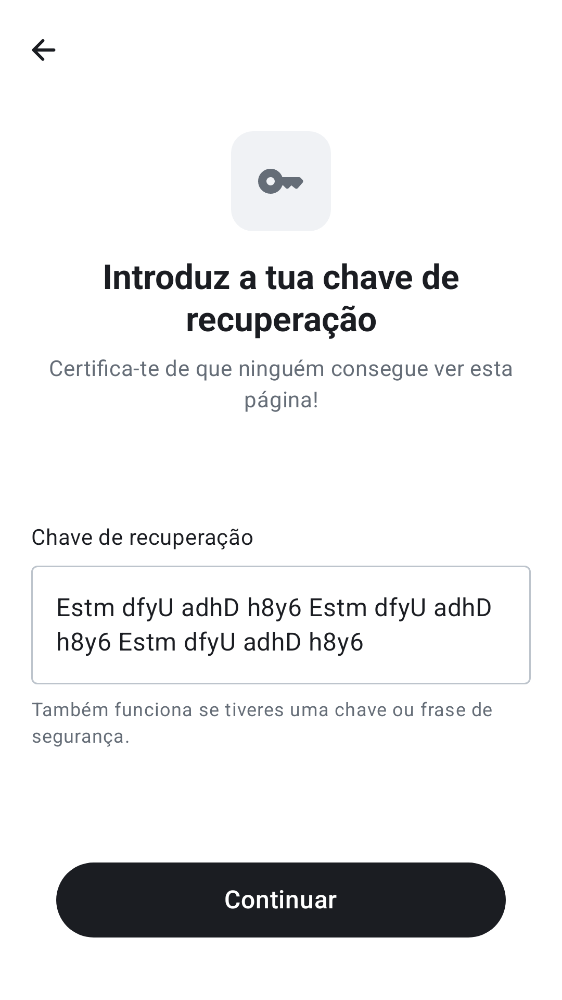 Introduz a tua chave de
recuperação
Certifica-te de que ninguém consegue ver esta
página!
Chave de recuperação
Estm dfyU adhD h8y6 Estm dfyU adhD
h8y6 Estm dfyU adhD h8y6
Também funciona se tiveres uma chave ou frase de
segurança.
Continuar